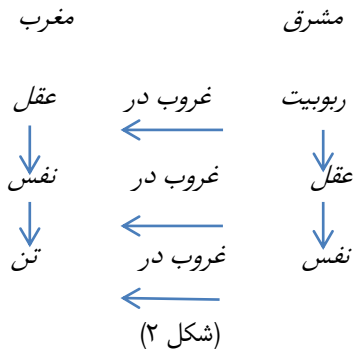 مشرق مغرب
ربوبیت غروب در عقل
عقل غروب در نفس
نفس غروب در تن
(شکل ۲)